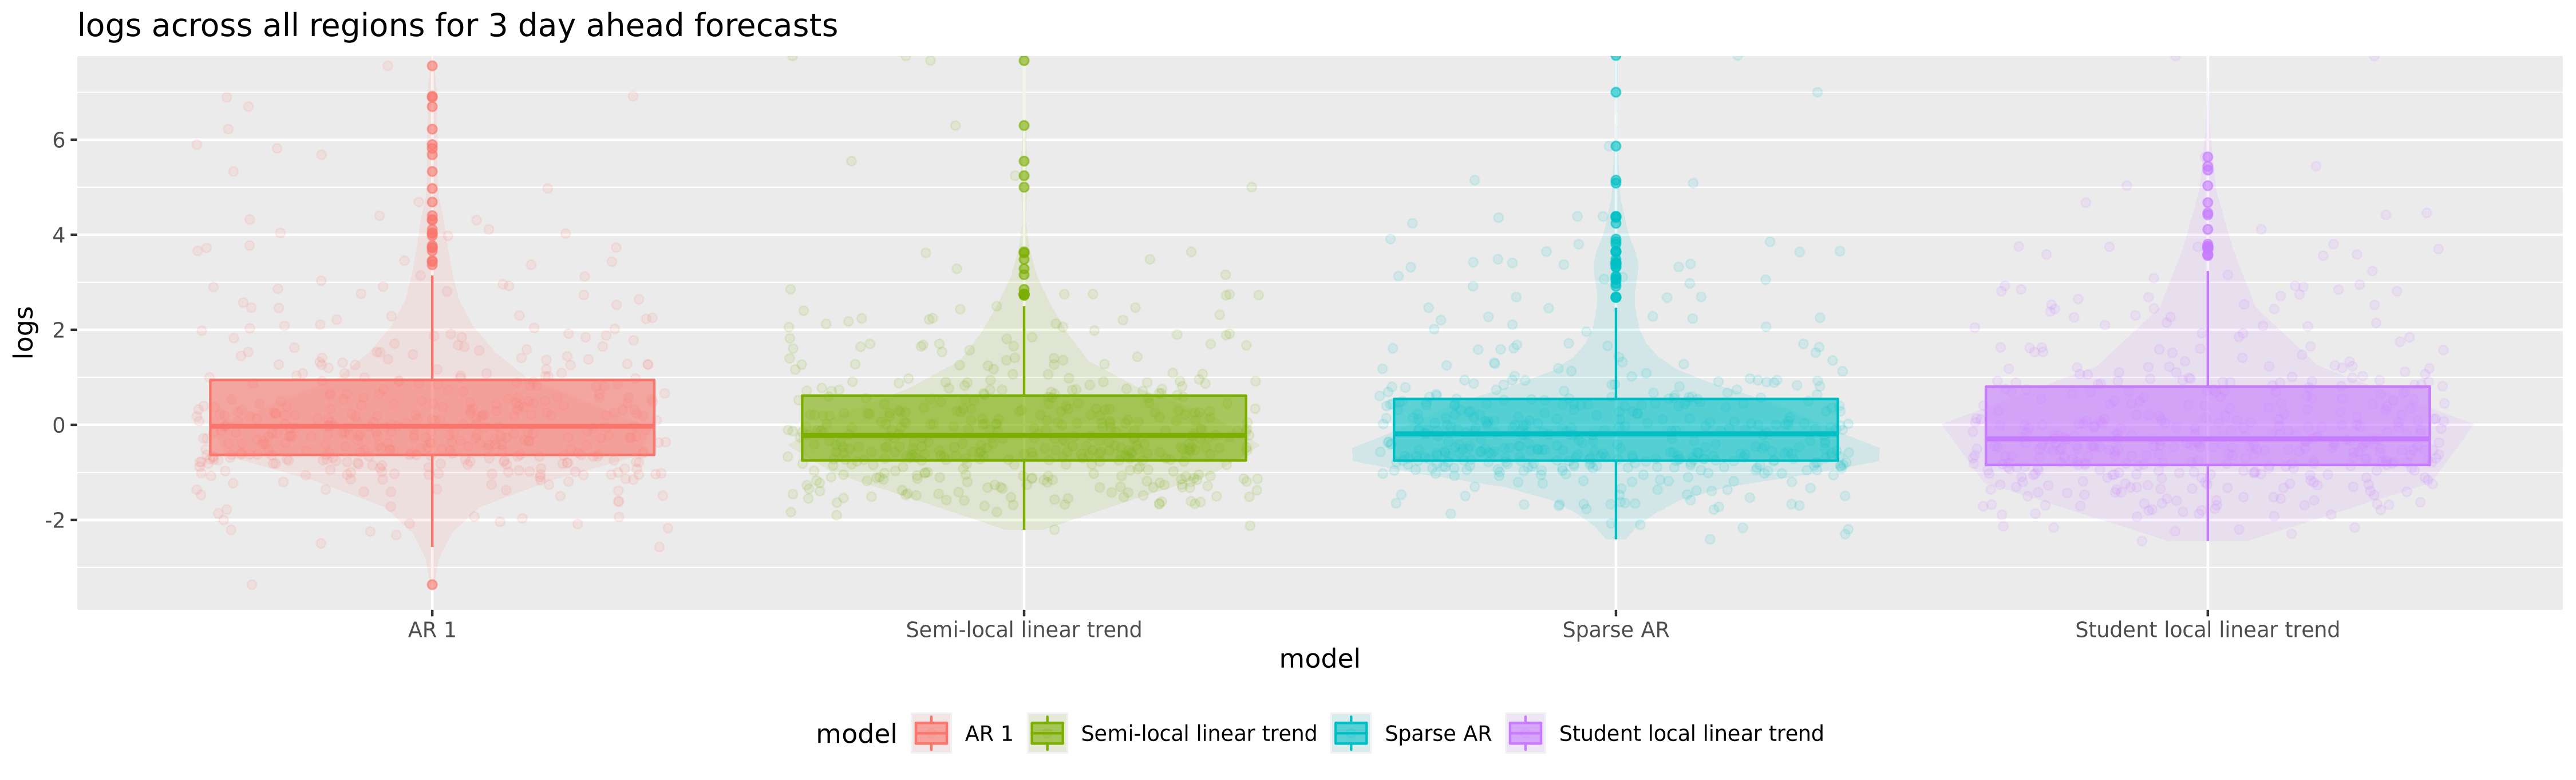 logs across all regions for 3 day ahead forecasts
6
4
2
0
-2
logs
AR 1 Semi-local linear trend Sparse AR Student local linear trend
model
model AR 1 Semi-local linear trend Sparse AR Student local linear trend